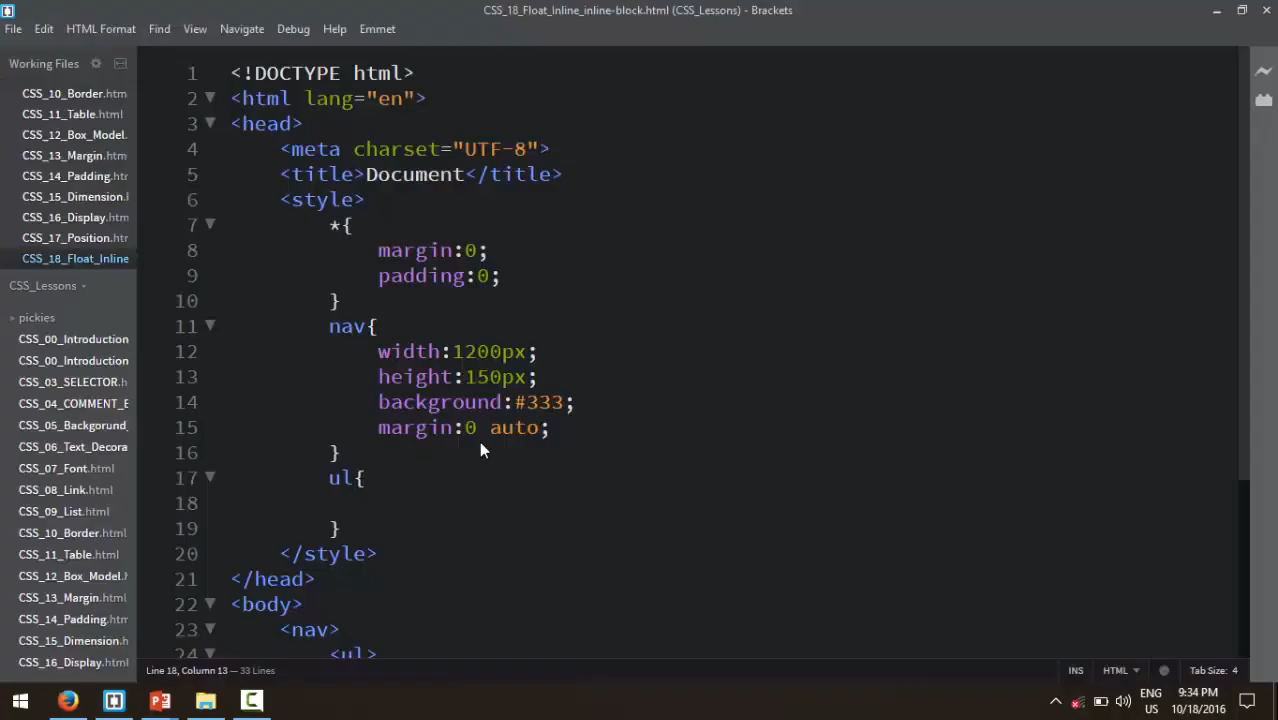 CSS_18_Float_Inline_inline-block.html (CSS_Lessons) - Brackets
File Edit View Navigate Debug Help Emmet
HTML Format Find
Working Files
CSS_10_Border.htm
CSS_11_Table.html
CSS_12_Box_Model.
CSS_13_Margin.htm
CSS_14_Padding.htm
CSS_15_Dimension.
CSS_16_Display.htm
CSS_17_Position.htm
CSS_18_Float_Inline
CSS_Lessons
pickies
CSS_00_Introduction
CSS_00_Introduction
CSS_03_SELECTOR.h
CSS_04_COMMENT_E
CSS_05_Backgorund_
CSS_06_Text_Decora
CSS_07_Font.html
CSS_08_Link.html
CSS_09_List.html
CSS_10_Border.html
CSS_11_Table.html
CSS_12_Box_Model.h
CSS_13_Margin.html
CSS_14_Padding.htm
CSS_15_Dimension.h
CSS_16_Display.html
1 <!DOCTYPE html>
2 <html lang="en">
3 <head>
4 <meta charset="UTF-8">
5 <title>Document</title>
6 <style>
7 *{
8 margin:0;
9 padding:0;
10 }
11 nav{
12 width:1200px;
13 height:150px;
14 background:#333;
15 margin:0 auto;
16 }
17 ul{
18
19 }
20 </style>
21 </head>
22 <body>
23 <nav>
24 <ul>
Line 18, Column 13 — 33 Lines
INS HTML Tab Size: 4
ENG 9:34 PM
US 10/18/2016